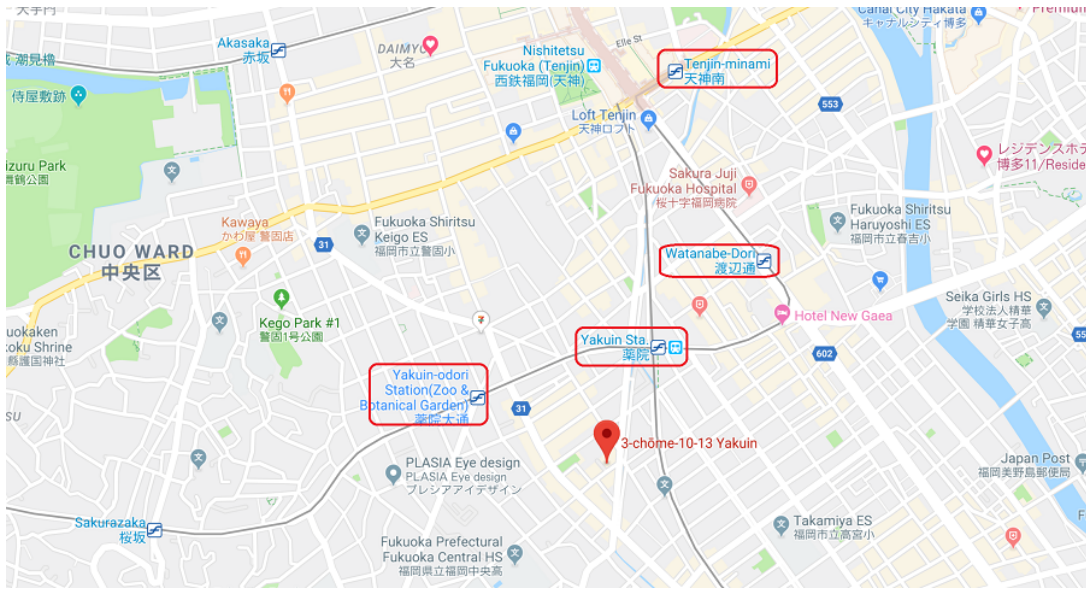 大手門
Akasaka
赤坂
DAIMYO
大名
Nishitetsu
Fukuoka (Tenjin)
西鉄福岡(天神)
Elle St
Tenjin-minami
天神南
Canal City Hakata
キャナルシティ博多
潮見櫓
侍屋敷跡
553
Loft Tenjin
天神ロフト
レジデンスホテ
博多11/Reside
izuru Park
舞鶴公園
Sakura Juji
Fukuoka Hospital
桜十字福岡病院
Kawaya
かわ屋 警固店
31
Fukuoka Shiritsu
Keigo ES
福岡市立警固小
Fukuoka Shiritsu
Haruyoshi ES
福岡市立春吉小
CHUO WARD
中央区
Watanabe-Dori
渡辺通
Kego Park #1
警固1号公園
Hotel New Gaea
Seika Girls HS
学校法人精華
学園 精華女子高
uokaken
koku Shrine
県護国神社
Yakuin Sta.
薬院
602
55
Yakuin-odori
Station(Zoo &
Botanical Garden)
薬院大通
31
SU
3-chōme-10-13 Yakuin
PLASIA Eye design
PLASIA Eye design
プレシアアイデザイン
Japan Post
福岡美野島郵便局
Sakurazaka
桜坂
Takamiya ES
福岡市立高宮小
F
Fukuoka Prefectural
Fukuoka Central HS
福岡県立福岡中央高